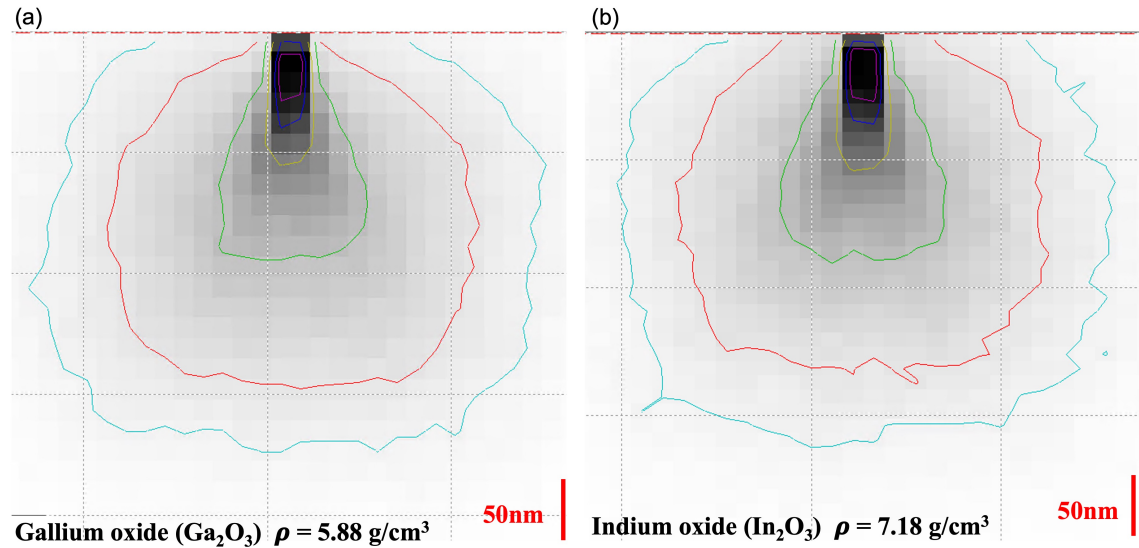 (a)
(b)
50nm
50nm
Gallium oxide (Ga₂O₃) ρ = 5.88 g/cm³
Indium oxide (In₂O₃) ρ = 7.18 g/cm³